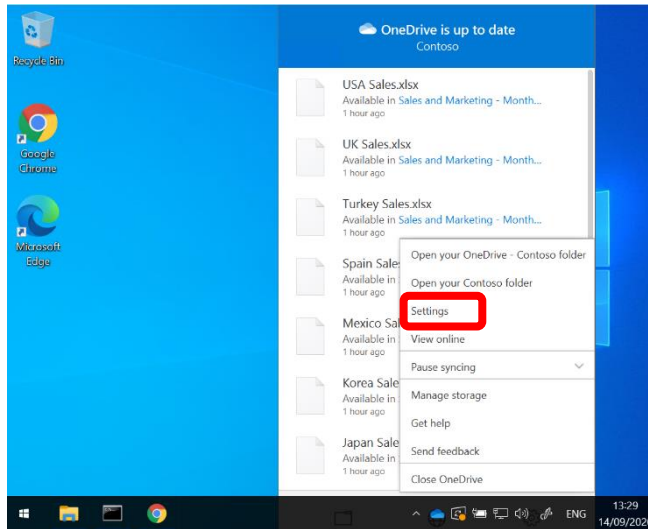 Recycle Bin
Google
Chrome
Microsoft
Edge
OneDrive is up to date
Contoso
USA Sales.xlsx
Available in Sales and Marketing - Month...
1 hour ago
UK Sales.xlsx
Available in Sales and Marketing - Month...
1 hour ago
Turkey Sales.xlsx
Available in Sales and Marketing - Month...
1 hour ago
Spain Sale
Available in
1 hour ago
Mexico Sal
Available in
1 hour ago
Korea Sale
Available in
1 hour ago
Japan Sale
Available in
1 hour ago
Open your OneDrive - Contoso folder
Open your Contoso folder
Settings
View online
Pause syncing
Manage storage
Get help
Send feedback
Close OneDrive
ENG
13:29
14/09/202